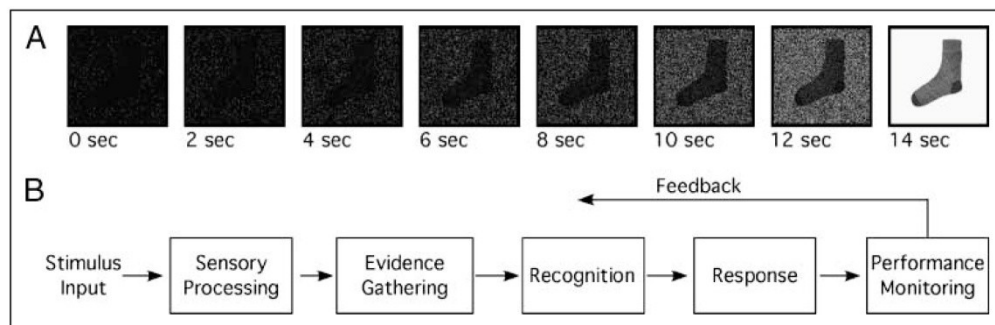 A
0 sec 2 sec 4 sec 6 sec 8 sec 10 sec 12 sec 14 sec
B
Feedback
Stimulus
Input
Sensory
Processing
Evidence
Gathering
Recognition
Response
Performance
Monitoring